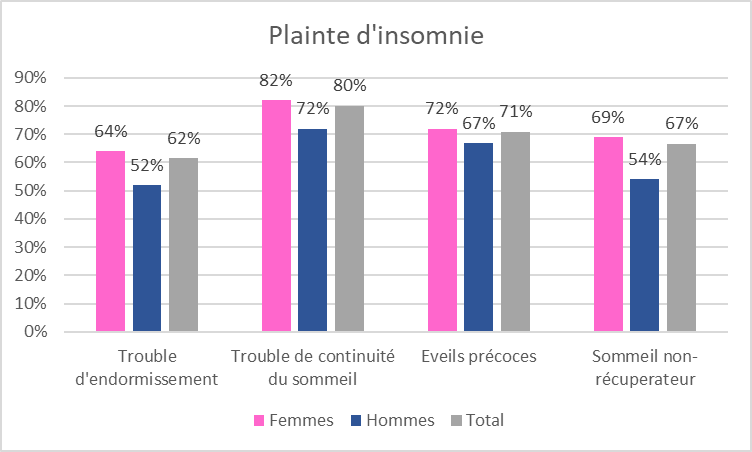 Plainte d'insomnie
90%
80%
70%
60%
50%
40%
30%
20%
10%
0%
64%
52%
62%
82%
72%
80%
72%
67%
71%
69%
54%
67%
Trouble
d'endormissement
Trouble de continuité
du sommeil
Eveils précoces
Sommeil non-
récuperateur
Femmes
Hommes
Total